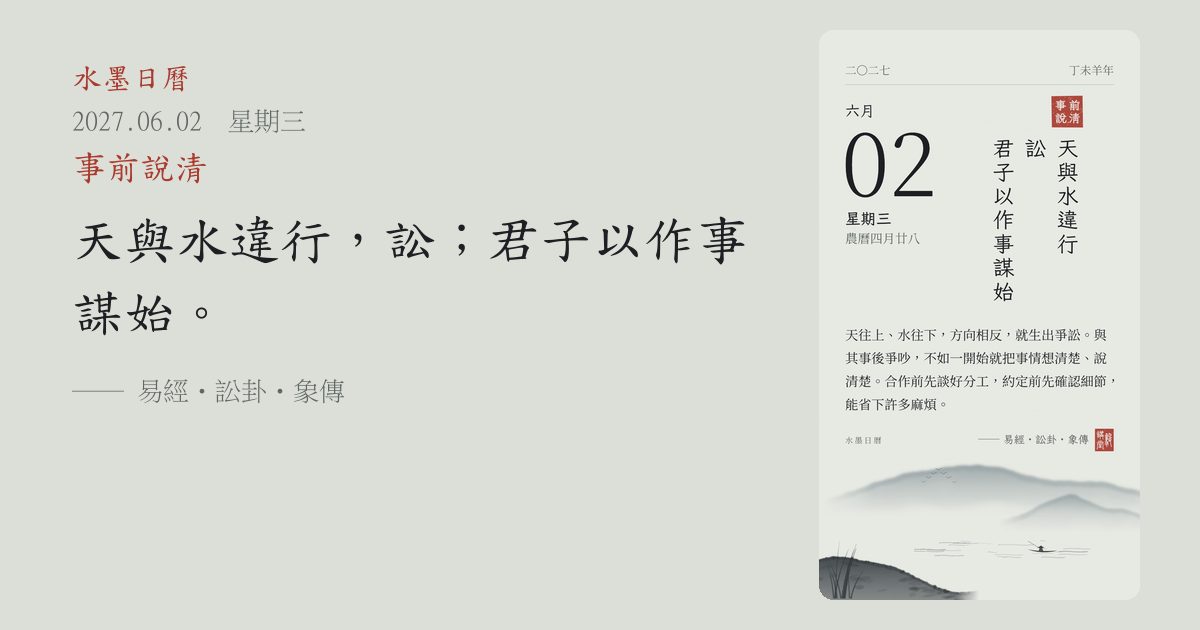 水墨日曆
2027.06.02 星期三
事前說清
天與水違行，訟；君子以作事
謀始。
—— 易經・訟卦・象傳
二〇二七
丁未羊年
六月
02
星期三
農曆四月廿八
事前說清
天與水違行
訟
君子以作事謀始
天往上、水往下，方向相反，就生出爭訟。與
其事後爭吵，不如一開始就把事情想清楚、說
清楚。合作前先談好分工，約定前先確認細節，
能省下許多麻煩。
水墨日曆
—— 易經・訟卦・象傳